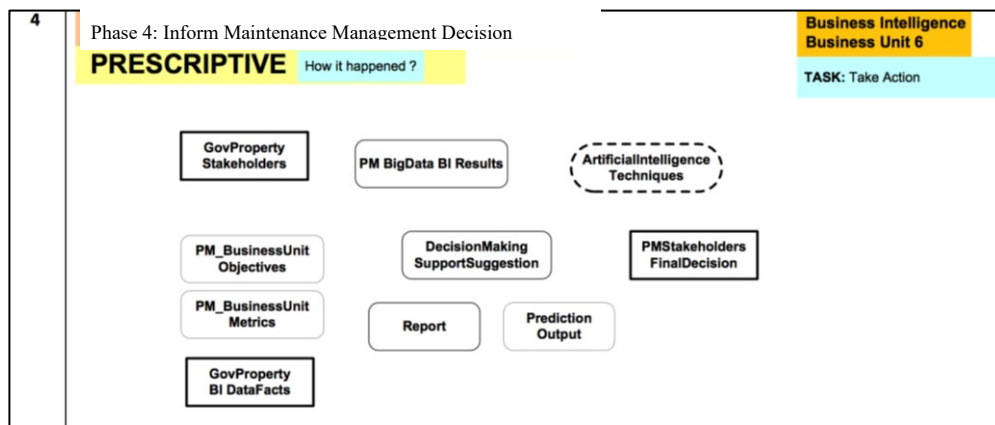 4
Phase 4: Inform Maintenance Management Decision
Business Intelligence
Business Unit 6
PRESCRIPTIVE
How it happened ?
TASK: Take Action
GovProperty
Stakeholders
PM BigData BI Results
ArtificialIntelligence
Techniques
PM_BusinessUnit
Objectives
DecisionMaking
SupportSuggestion
PMStakeholders
FinalDecision
PM_BusinessUnit
Metrics
Report
Prediction
Output
GovProperty
BI DataFacts